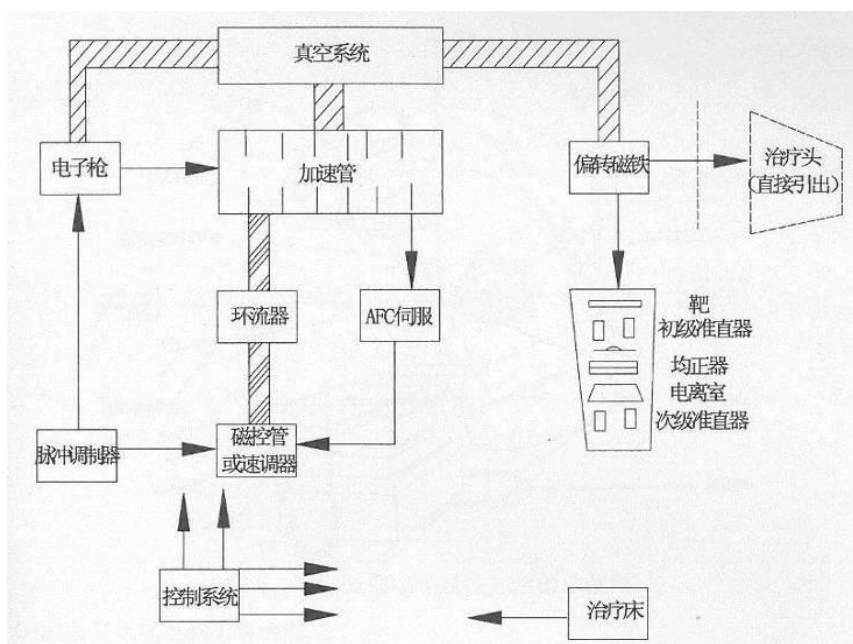 真空系统
电子枪
加速管
偏转磁铁
治疗头
(直接引出)
环流器
AFC伺服
靶
初级准直器
均正器
电离室
次级准直器
脉冲调制器
磁控管
或速调器
控制系统
治疗床